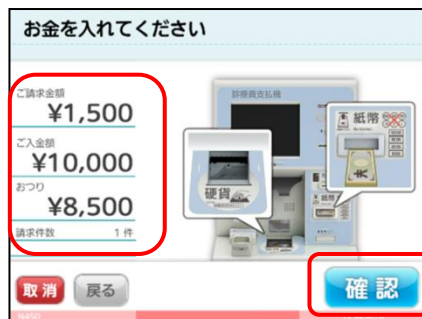 お金を入れてください
ご請求金額
¥1,500
ご入金額
¥10,000
おつり
¥8,500
請求件数 1件
診療費支払機
紙幣
硬貨
紙幣
取消
戻る
確認
N450